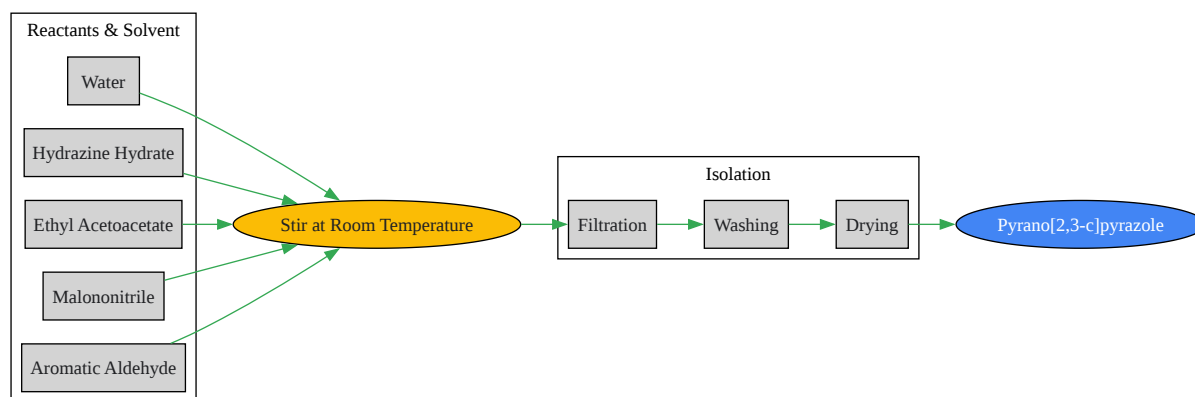 Reactants & Solvent
Water
Hydrazine Hydrate
Ethyl Acetoacetate
Malononitrile
Aromatic Aldehyde
Stir at Room Temperature
Isolation
Filtration
Washing
Drying
Pyrano[2,3-c]pyrazole